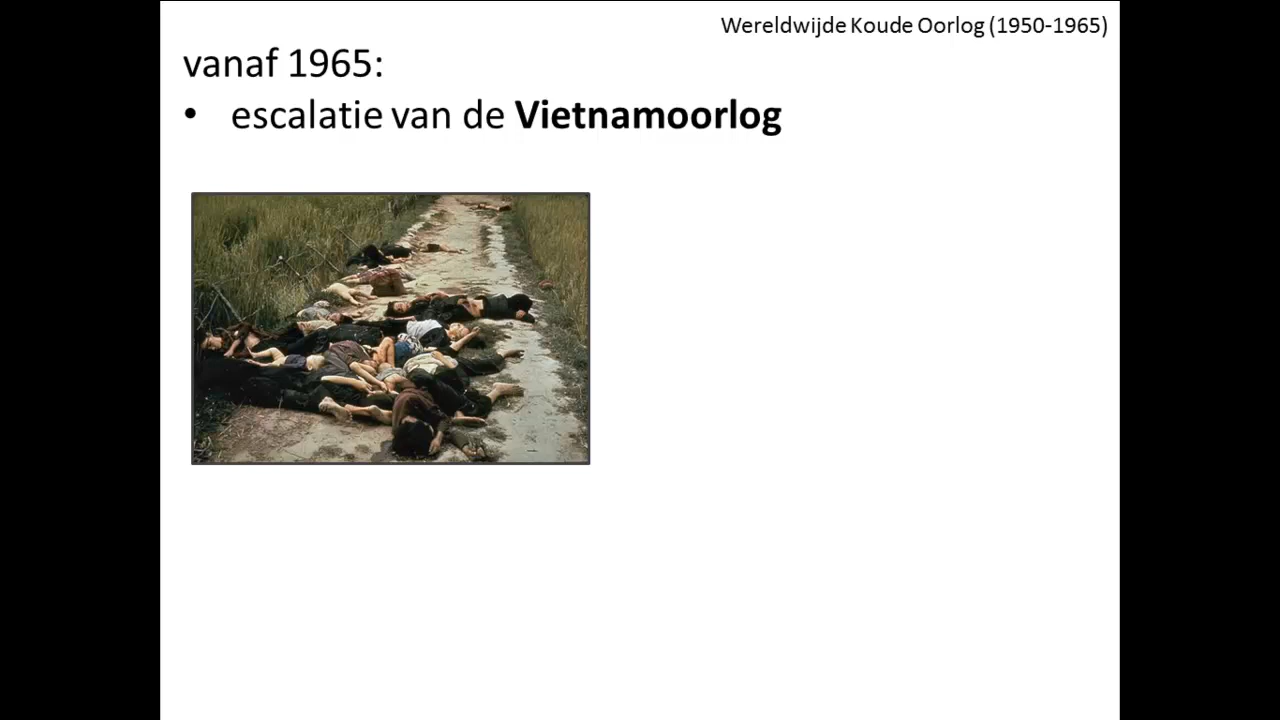 Wereldwijde Koude Oorlog (1950-1965)
vanaf 1965:
• escalatie van de Vietnamoorlog